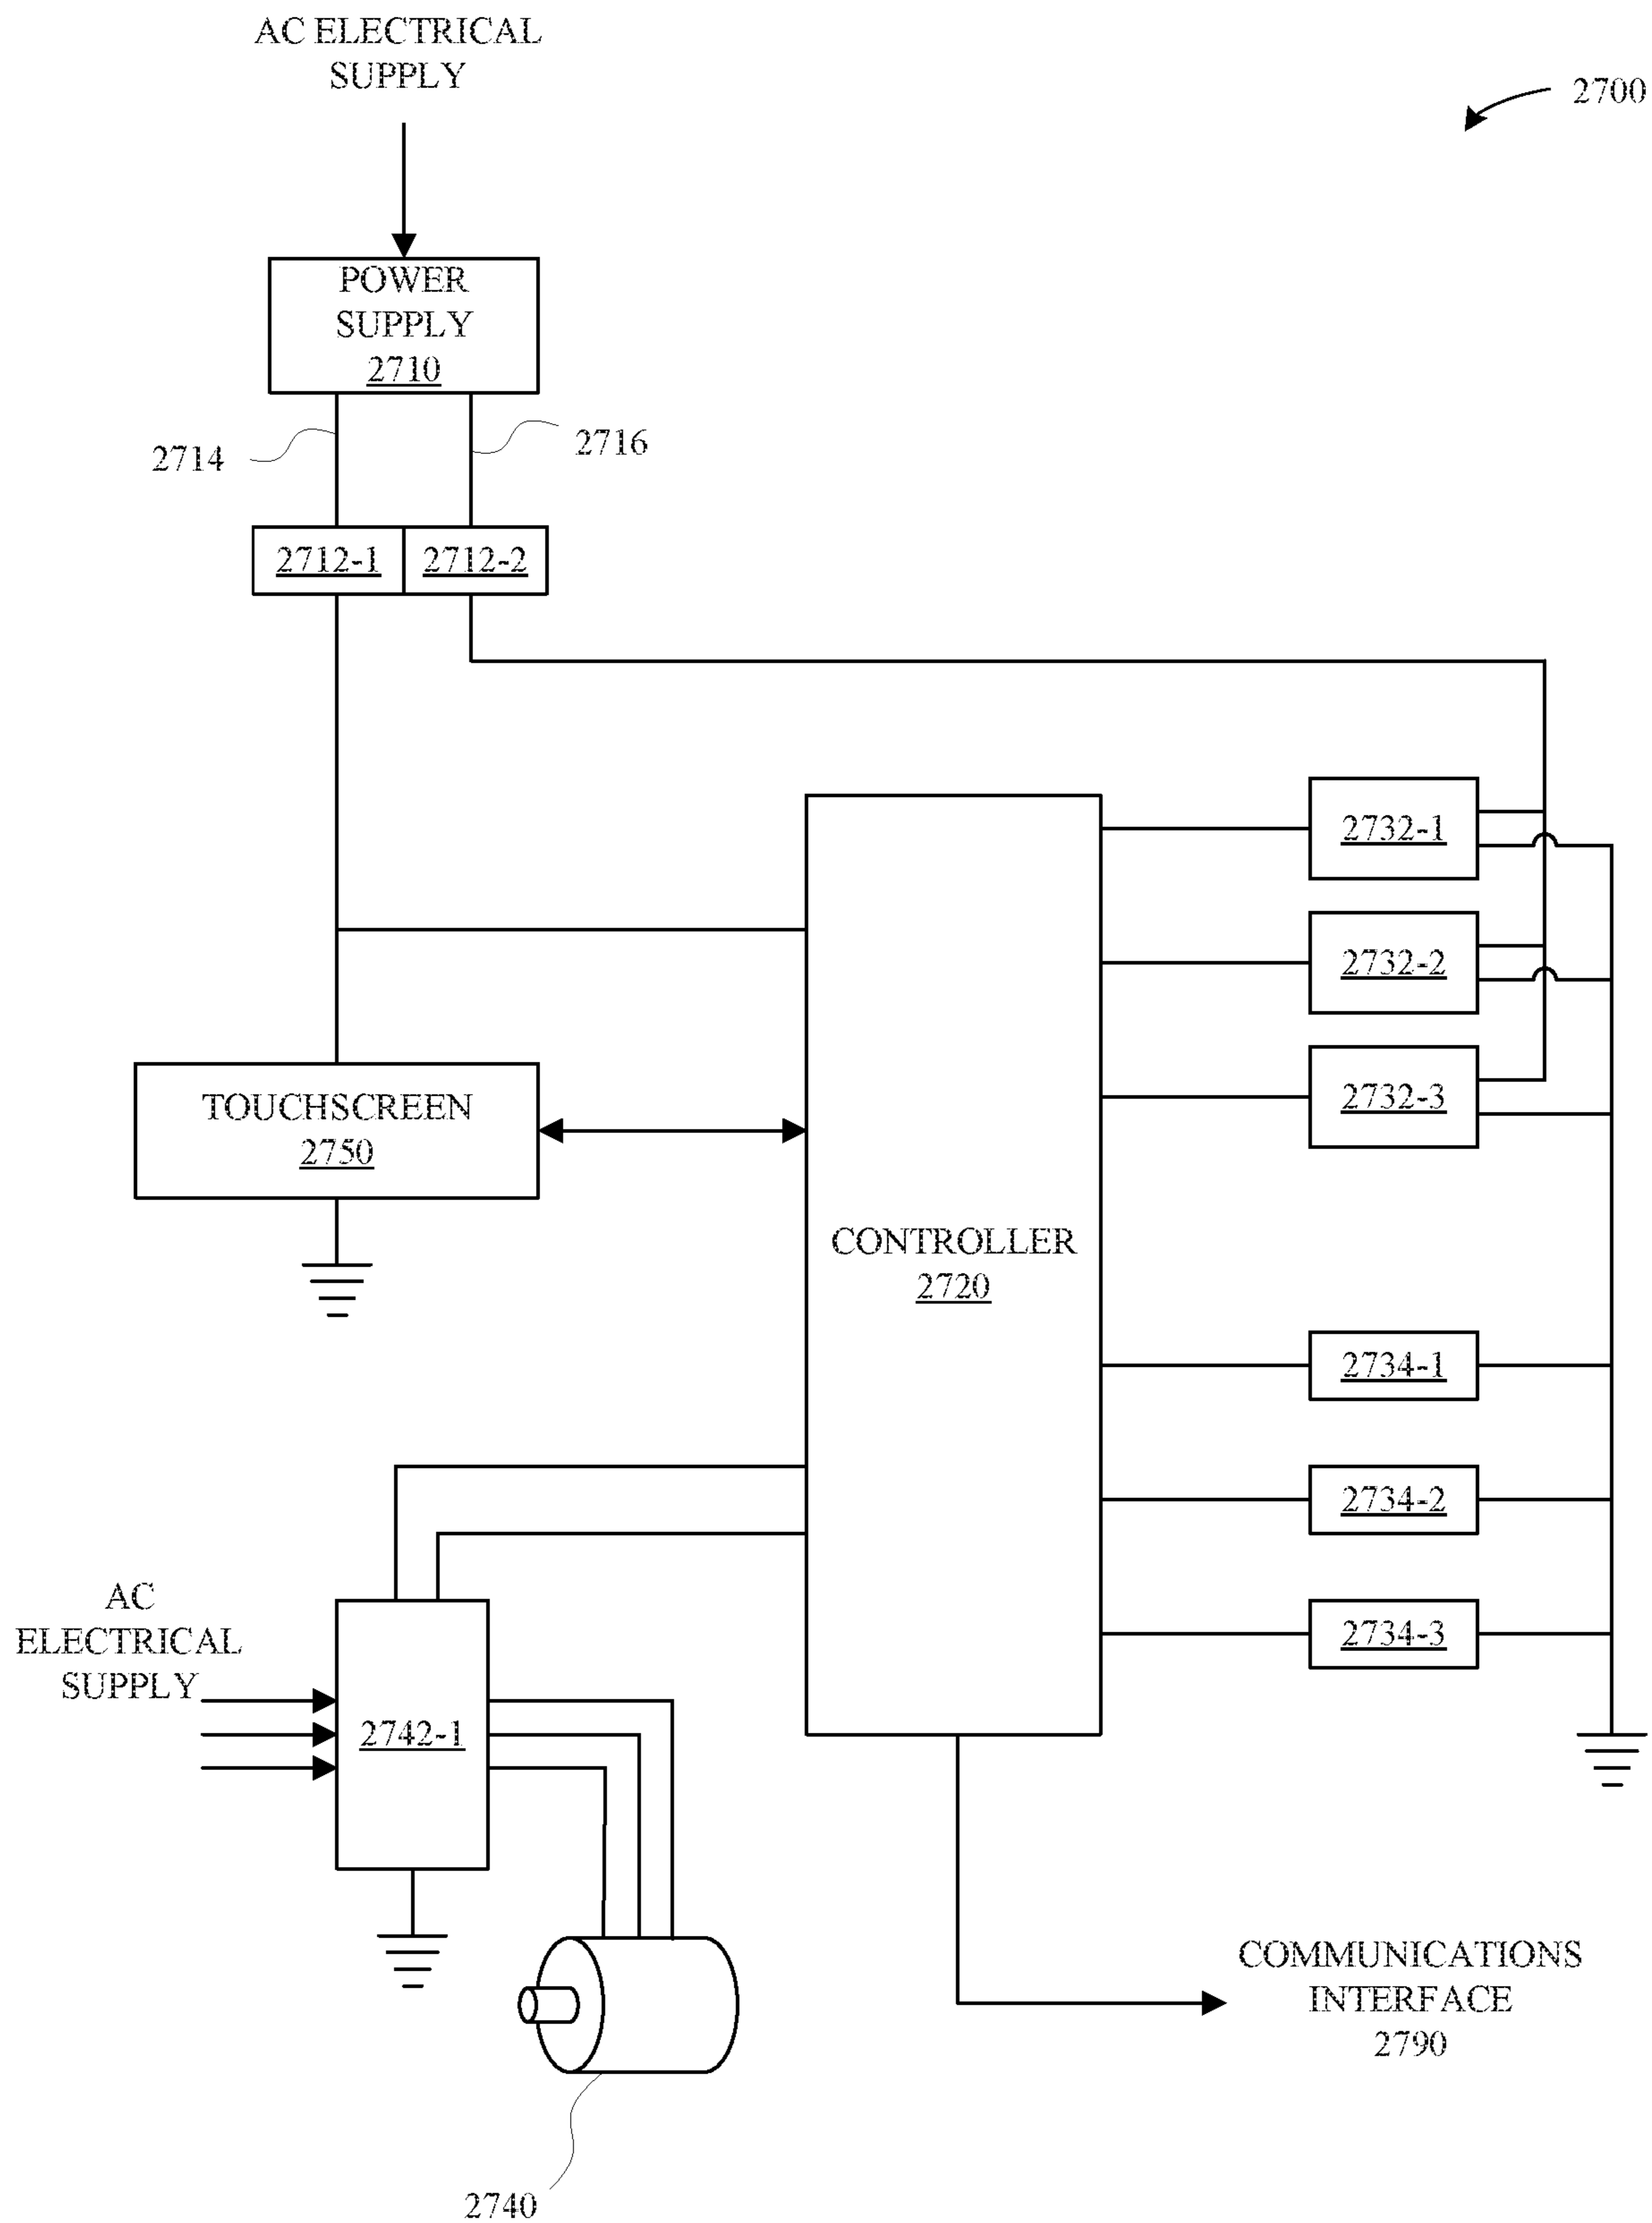 AC ELECTRICAL
SUPPLY
2700
POWER
SUPPLY
2710
2714
2716
2712-1
2712-2
2732-1
2732-2
2732-3
TOUCHSCREEN
2750
CONTROLLER
2720
2734-1
2734-2
2734-3
AC
ELECTRICAL
SUPPLY
2742-1
COMMUNICATIONS
INTERFACE
2790
2740